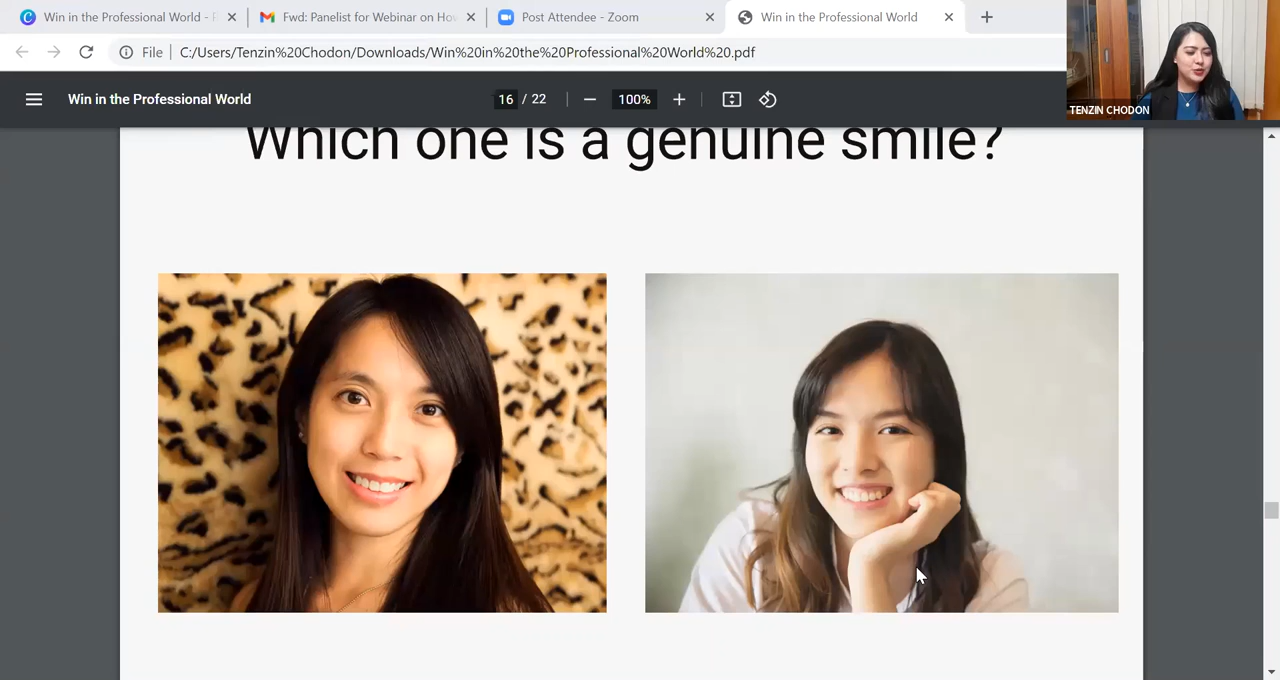 Win in the Professional World - P
Fwd: Panelist for Webinar on How
Post Attendee - Zoom
Win in the Professional World
File
C:/Users/Tenzin%20Chodon/Downloads/Win%20in%20the%20Professional%20World%20.pdf
TENZIN CHODON
Win in the Professional World
16 / 22
100%
Which one is a genuine smile?